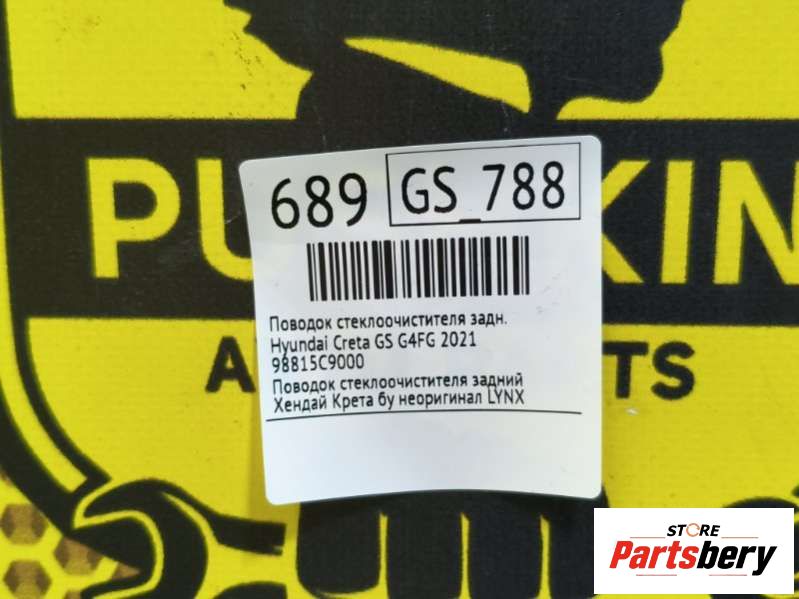 689 GS_788
Поводок стеклоочистителя задн.
Hyundai Creta GS G4FG 2021
98815C9000
Поводок стеклоочистителя задний
Хендай Крета бу неоригинал LYNX
STORE
Partsbery